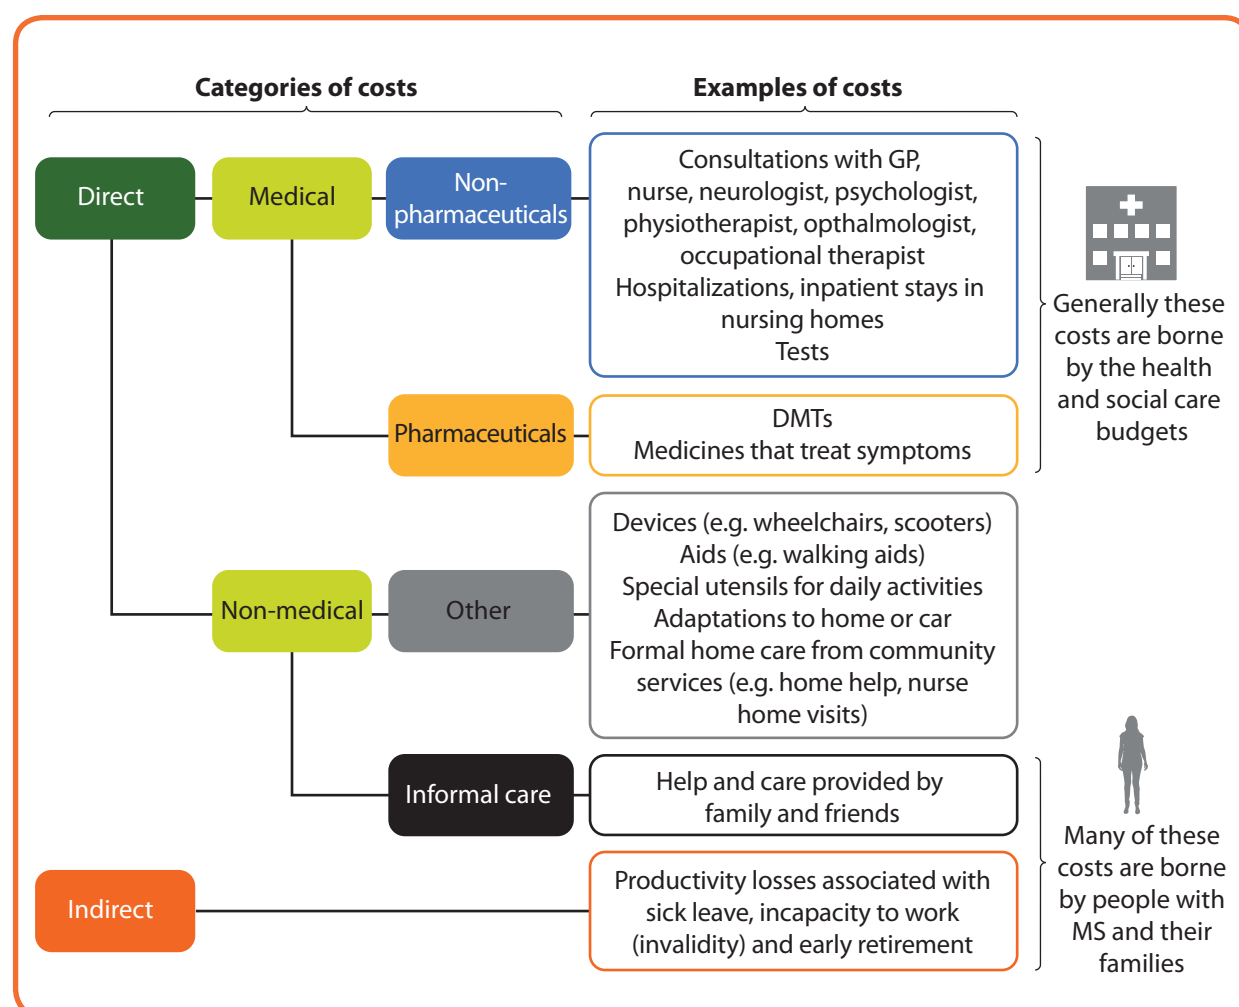 Categories of costs
Examples of costs
Direct
Medical
Non-
pharmaceuticals
Consultations with GP,
nurse, neurologist, psychologist,
physiotherapist, opthalmologist,
occupational therapist
Hospitalizations, inpatient stays in
nursing homes
Tests
Pharmaceuticals
DMTs
Medicines that treat symptoms
Generally these
costs are borne
by the health
and social care
budgets
Non-medical
Other
Devices (e.g. wheelchairs, scooters)
Aids (e.g. walking aids)
Special utensils for daily activities
Adaptations to home or car
Formal home care from community
services (e.g. home help, nurse
home visits)
Informal care
Help and care provided by
family and friends
Indirect
Productivity losses associated with
sick leave, incapacity to work
(invalidity) and early retirement
Many of these
costs are borne
by people with
MS and their
families